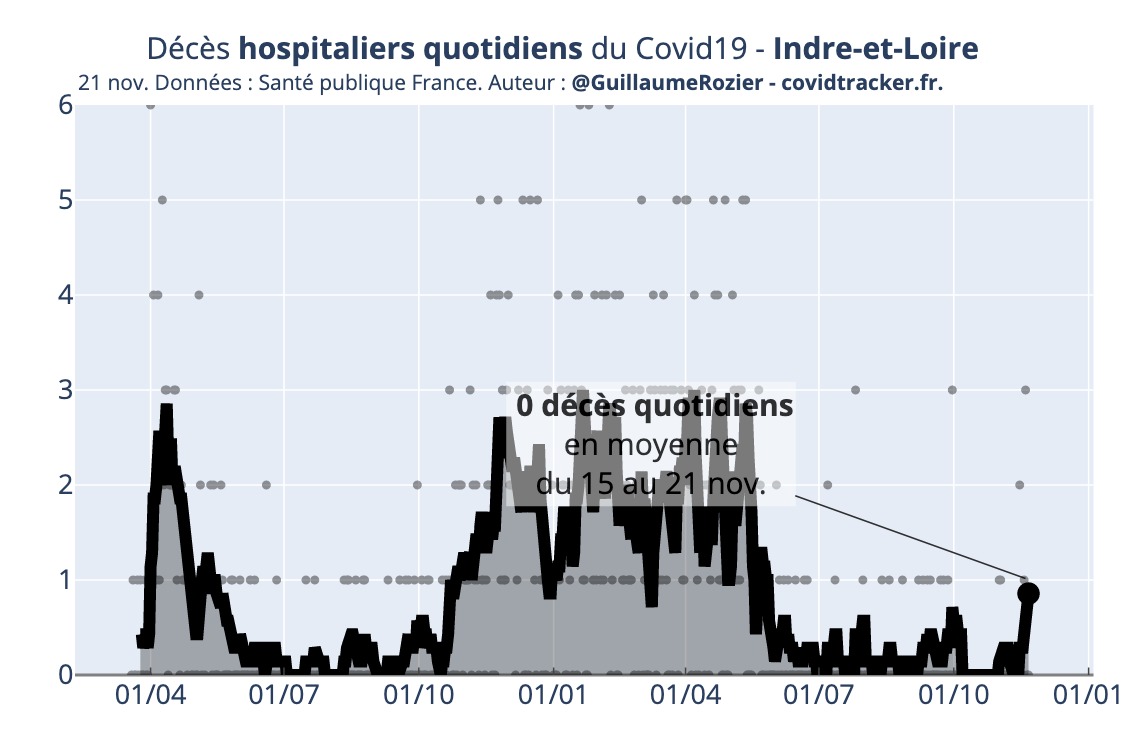 Décès hospitaliers quotidiens du Covid19 - Indre-et-Loire
21 nov. Données : Santé publique France. Auteur : @GuillaumeRozier - covidtracker.fr.
6
5
4
3
2
1
0
0 décès quotidiens
en moyenne
du 15 au 21 nov.
01/04 01/07 01/10 01/01 01/04 01/07 01/10 01/01